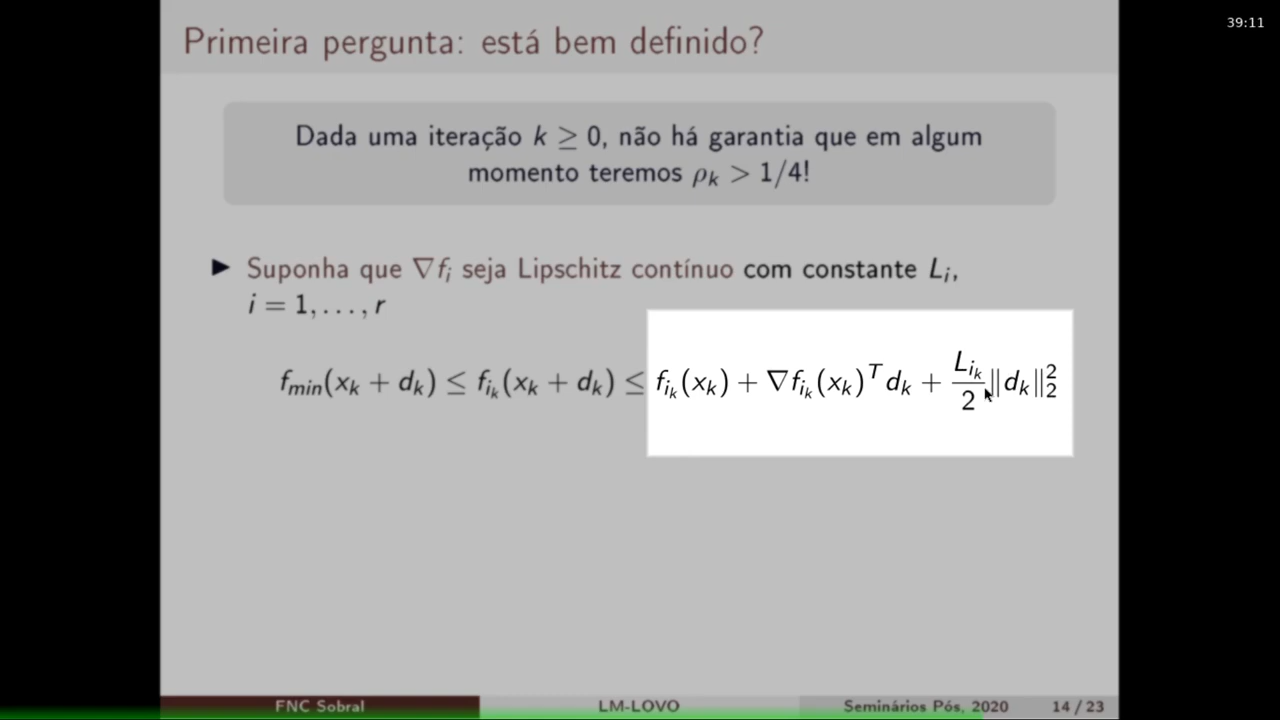 39:11
Primeira pergunta: está bem definido?
Dada uma iteração k ≥ 0, não há garantia que em algum
momento teremos ρ_k > 1/4!
▶ Suponha que ∇f_i seja Lipschitz contínuo com constante L_i,
i = 1, . . . , r
f_{min}(x_k + d_k) ≤ f_{i_k}(x_k + d_k) ≤ f_{i_k}(x_k) + ∇f_{i_k}(x_k)^T d_k + \frac{L_{i_k}}{2}‖d_k‖_2^2
FNC Sobral LM-LOVO Seminários Pós, 2020 14 / 23